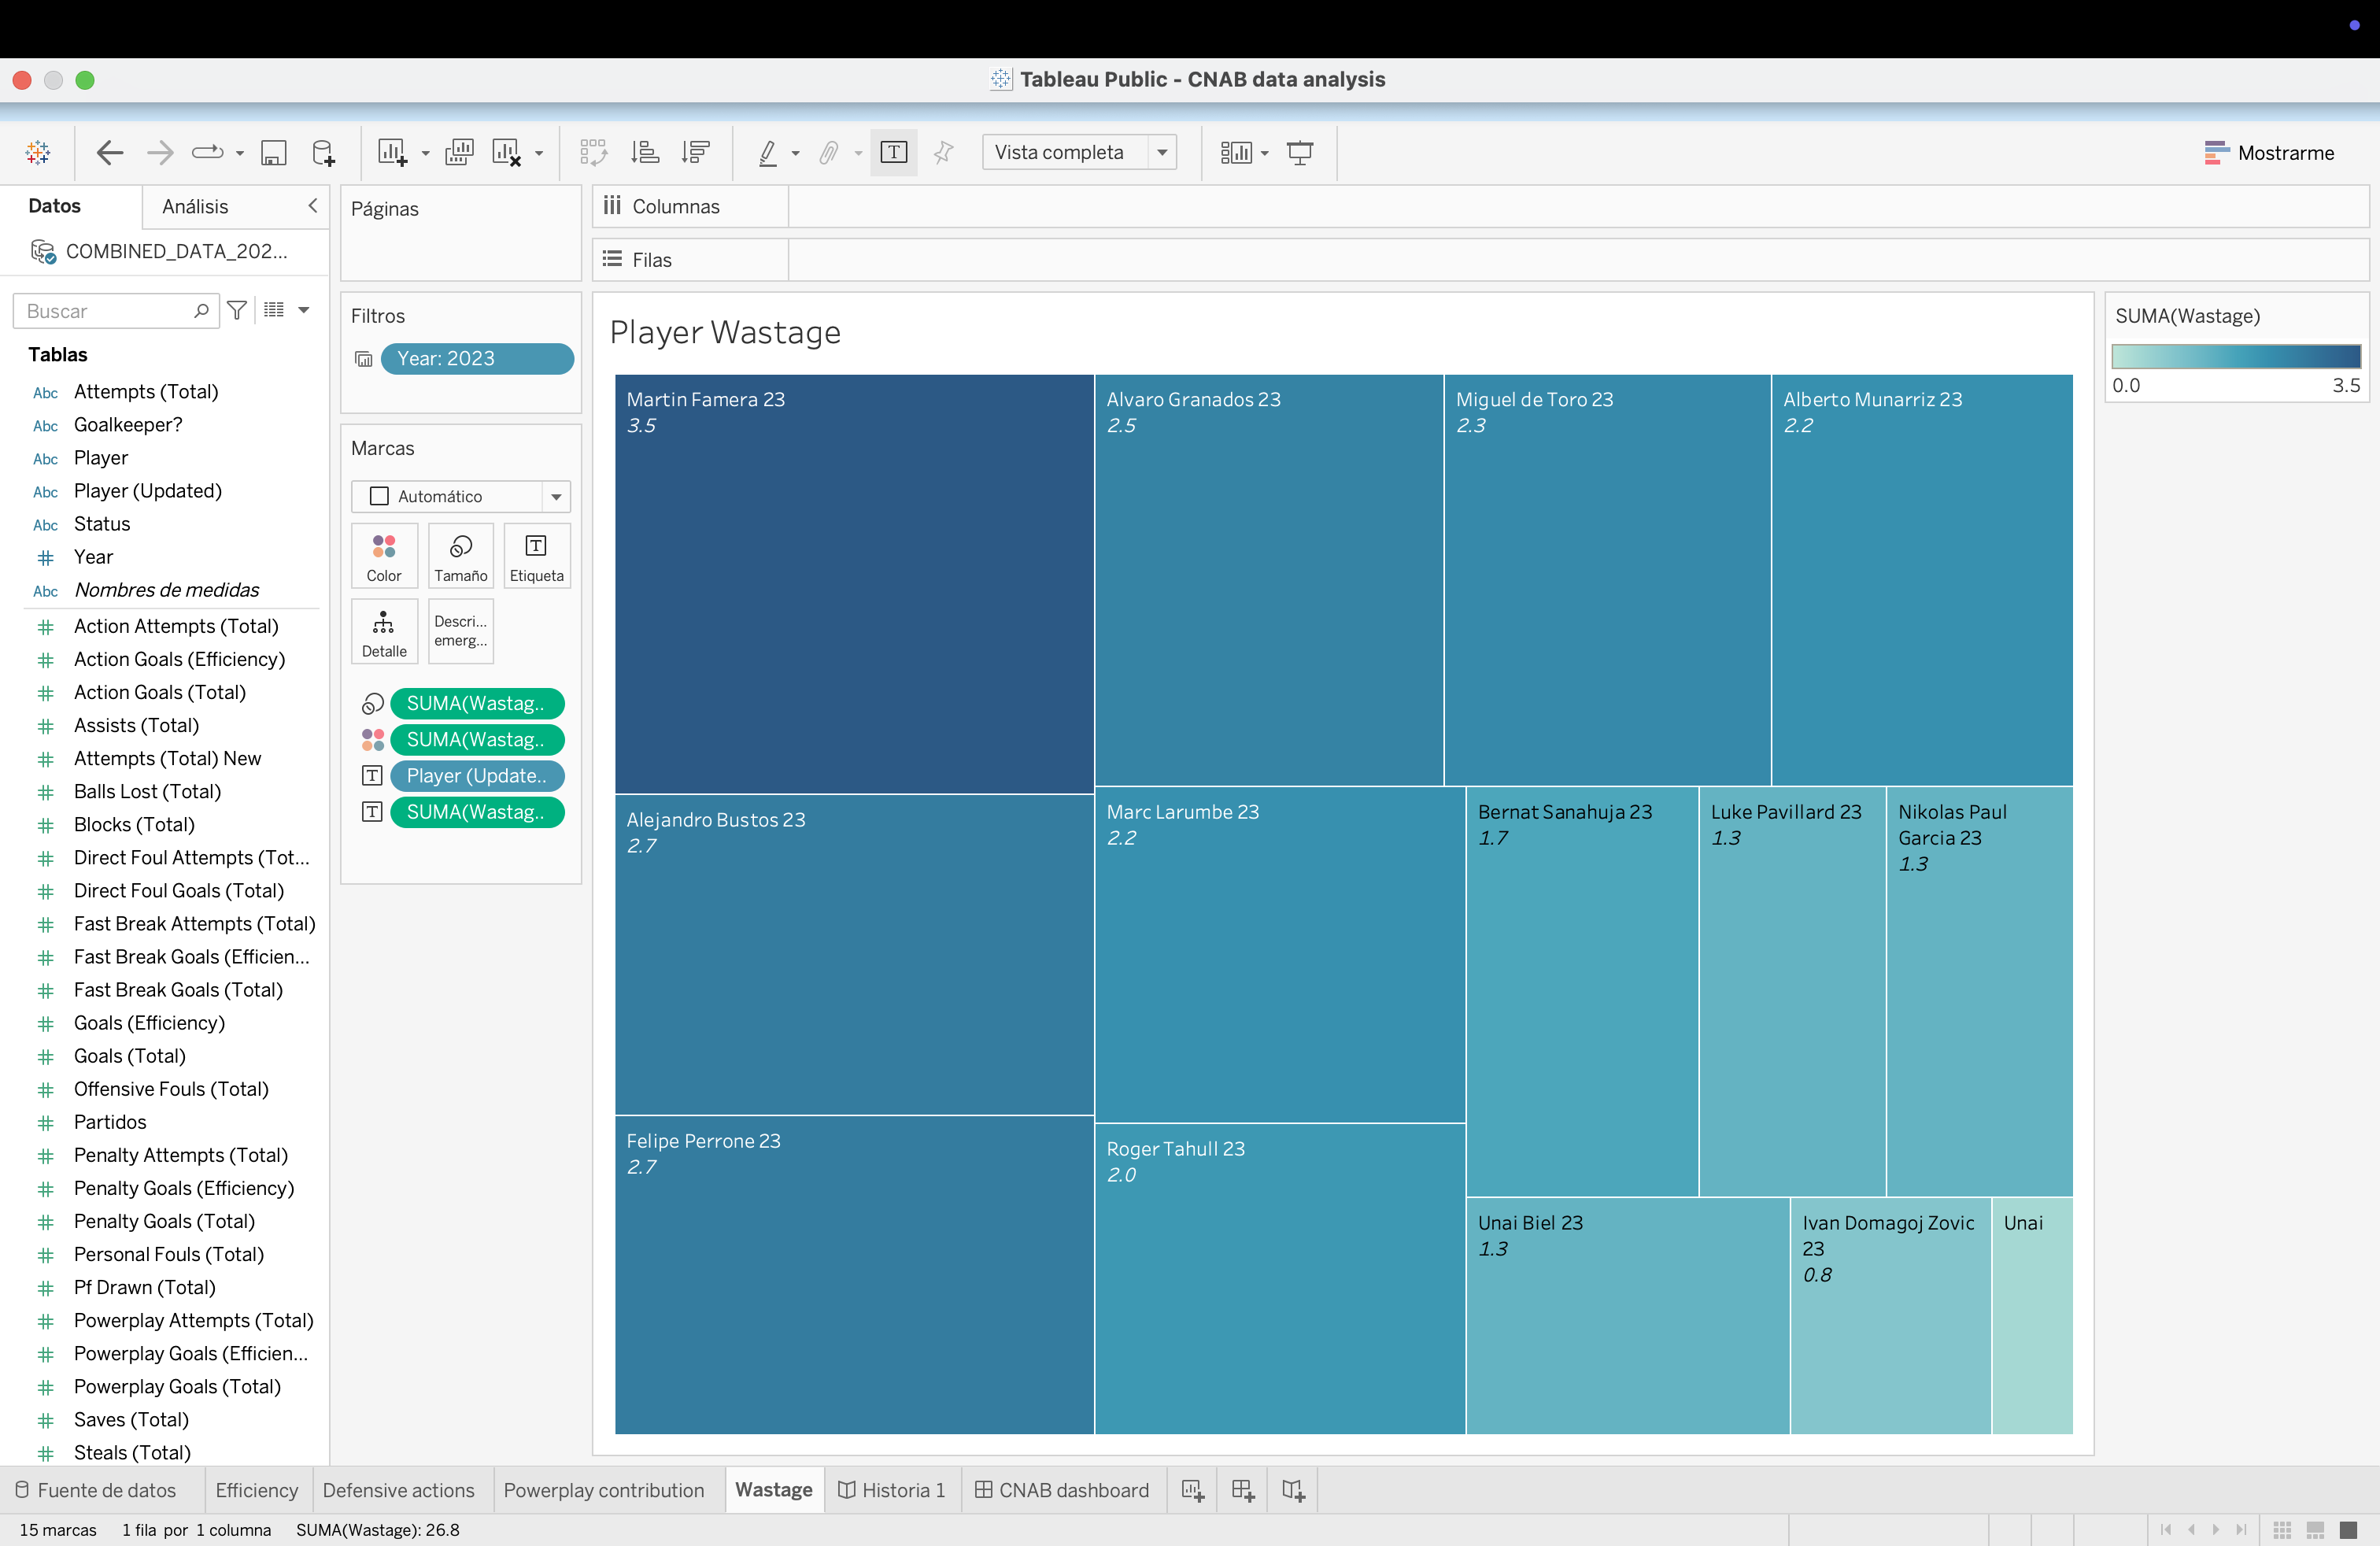 Tableau Public - CNAB data analysis
Vista completa
Mostrarme
Datos
Análisis
COMBINED_DATA_202...
Buscar
Tablas
Abc Attempts (Total)
Abc Goalkeeper?
Abc Player
Abc Player (Updated)
Abc Status
# Year
Abc Nombres de medidas
# Action Attempts (Total)
# Action Goals (Efficiency)
# Action Goals (Total)
# Assists (Total)
# Attempts (Total) New
# Balls Lost (Total)
# Blocks (Total)
# Direct Foul Attempts (Tot...
# Direct Foul Goals (Total)
# Fast Break Attempts (Total)
# Fast Break Goals (Efficien...
# Fast Break Goals (Total)
# Goals (Efficiency)
# Goals (Total)
# Offensive Fouls (Total)
# Partidos
# Penalty Attempts (Total)
# Penalty Goals (Efficiency)
# Penalty Goals (Total)
# Personal Fouls (Total)
# Pf Drawn (Total)
# Powerplay Attempts (Total)
# Powerplay Goals (Efficien...
# Powerplay Goals (Total)
# Saves (Total)
# Steals (Total)
Páginas
Filtros
Year: 2023
Marcas
Automático
Color
Tamaño
Etiqueta
Detalle
Descri...
emerg...
SUMA(Wastag..
SUMA(Wastag..
Player (Update..
SUMA(Wastag..
Columnas
Filas
Player Wastage
Martin Famera 23
3.5
Alvaro Granados 23
2.5
Miguel de Toro 23
2.3
Alberto Munarriz 23
2.2
Alejandro Bustos 23
2.7
Marc Larumbe 23
2.2
Bernat Sanahuja 23
1.7
Luke Pavillard 23
1.3
Nikolas Paul
Garcia 23
1.3
Felipe Perrone 23
2.7
Roger Tahull 23
2.0
Unai Biel 23
1.3
Ivan Domagoj Zovic
23
0.8
Unai
SUMA(Wastage)
0.0 3.5
Fuente de datos
Efficiency
Defensive actions
Powerplay contribution
Wastage
Historia 1
CNAB dashboard
15 marcas 1 fila por 1 columna SUMA(Wastage): 26.8